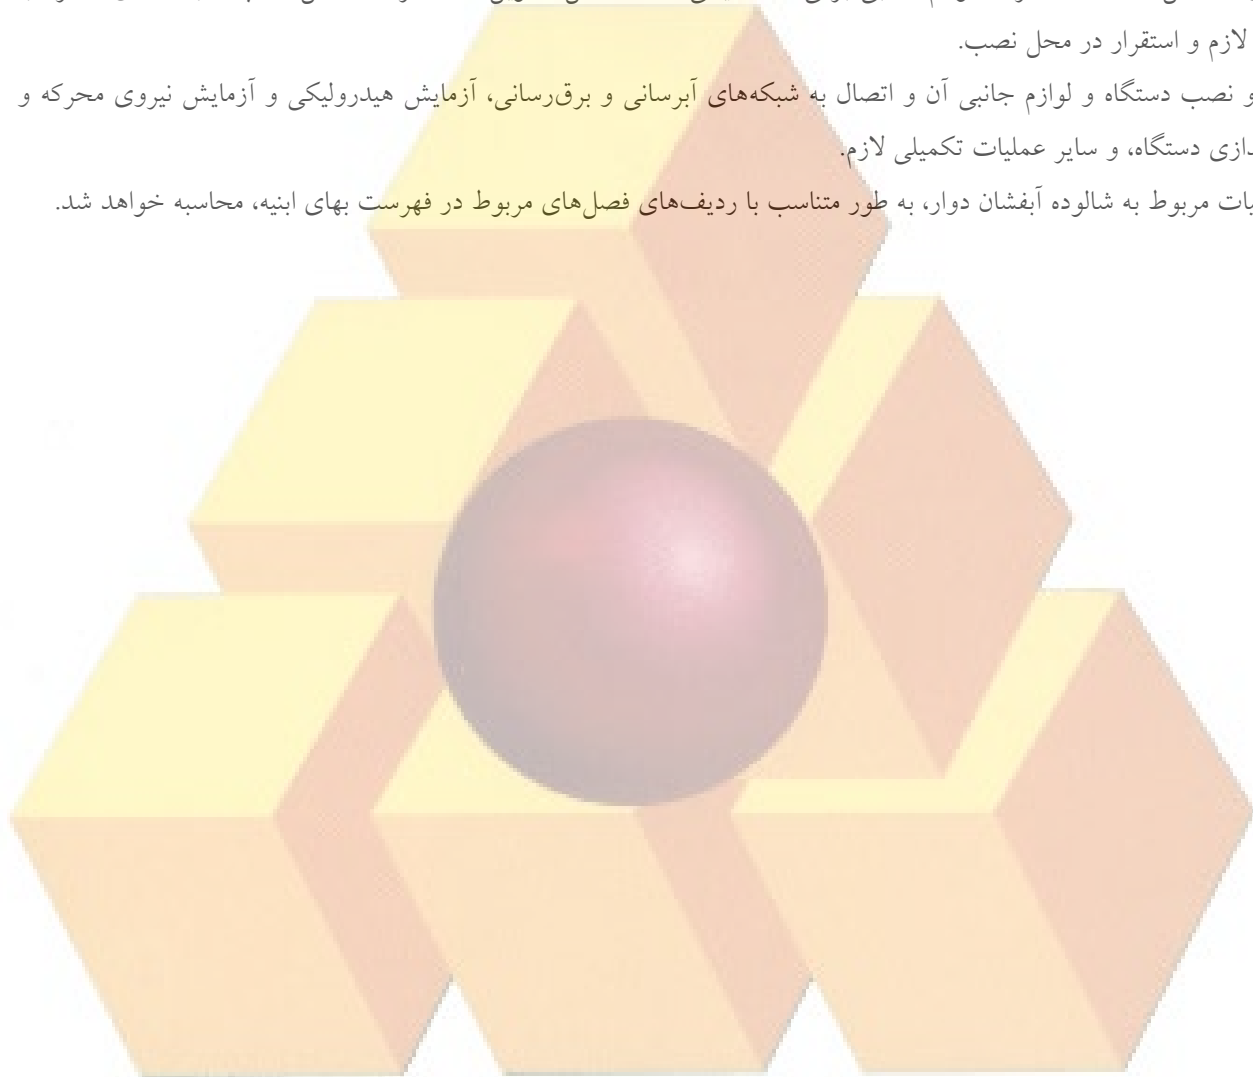 لازم و استقرار در محل نصب.
و نصب دستگاه و لوازم جانبی آن و اتصال به شبکه‌های آبرسانی و برق‌رسانی، آزمایش هیدرولیکی و آزمایش نیروی محرکه و
دازی دستگاه، و سایر عملیات تکمیلی لازم.
یات مربوط به شالوده آبفشان دوار، به طور متناسب با ردیف‌های فصل‌های مربوط در فهرست بهای ابنیه، محاسبه خواهد شد.